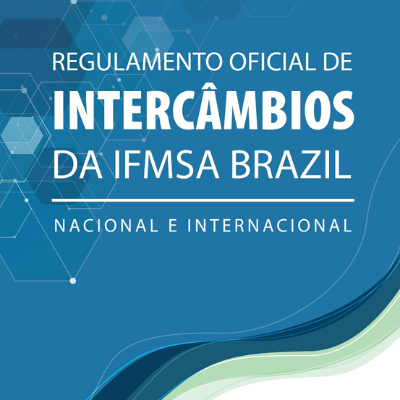 REGULAMENTO OFICIAL DE
INTERCÂMBIOS
DA IFMSA BRAZIL
NACIONAL E INTERNACIONAL